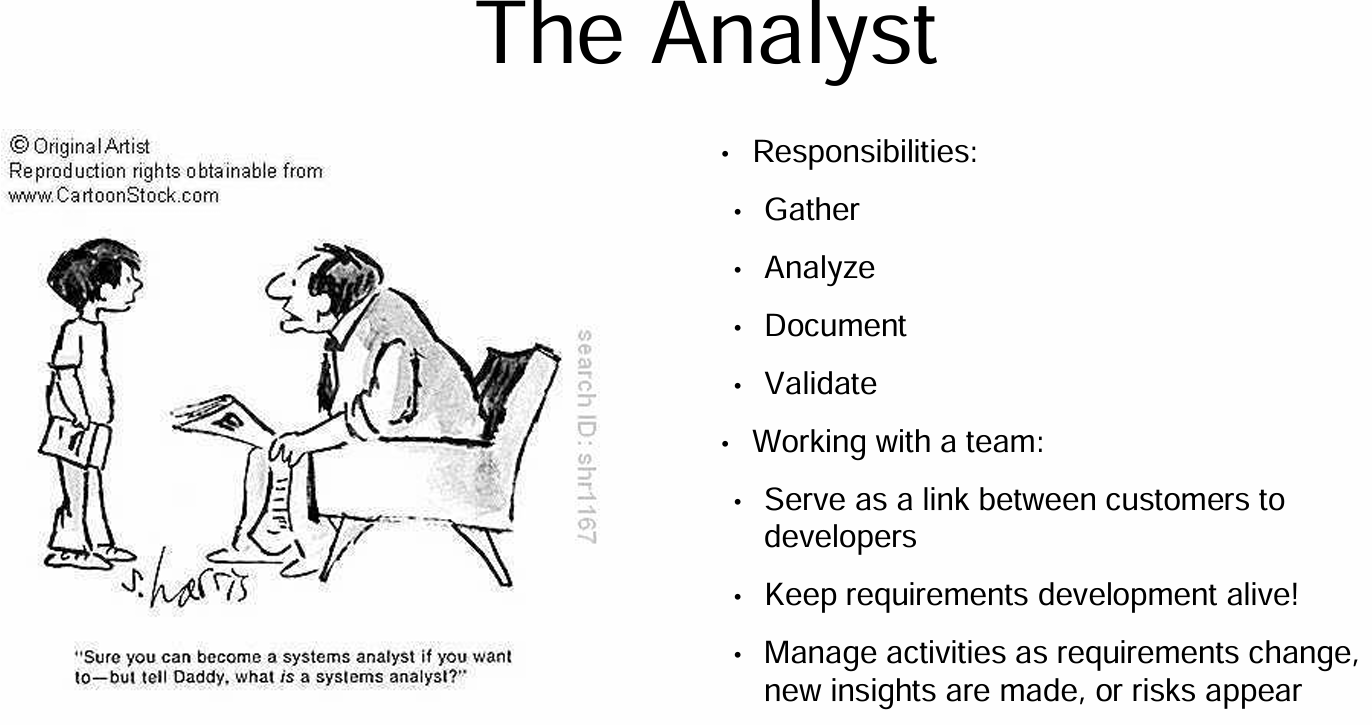 The Analyst
© Original Artist
Reproduction rights obtainable from
www.CartoonStock.com
search ID: shr1167
s. harris
"Sure you can become a systems analyst if you want
to—but tell Daddy, what is a systems analyst?"
• Responsibilities:
• Gather
• Analyze
• Document
• Validate
• Working with a team:
• Serve as a link between customers to
developers
• Keep requirements development alive!
• Manage activities as requirements change,
new insights are made, or risks appear